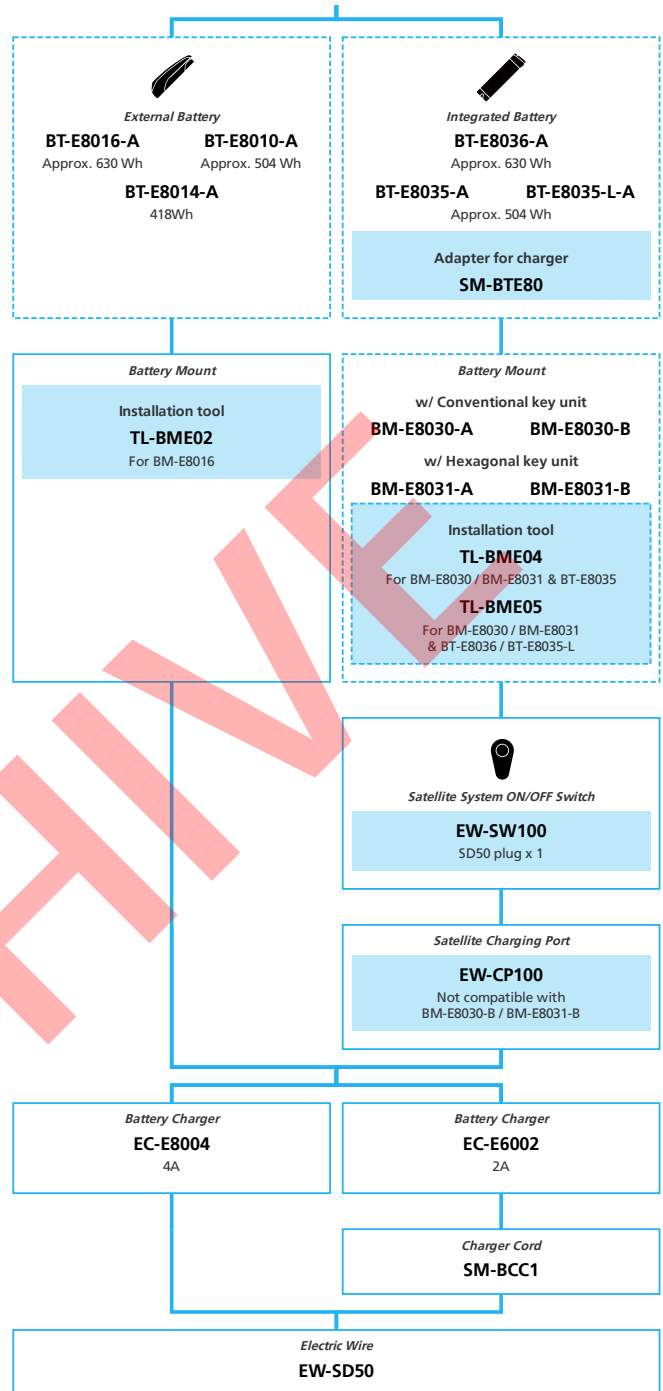 External Battery
BT-E8016-A BT-E8010-A
Approx. 630 Wh Approx. 504 Wh
BT-E8014-A
418Wh
Integrated Battery
BT-E8036-A
Approx. 630 Wh
BT-E8035-A BT-E8035-L-A
Approx. 504 Wh
Adapter for charger
SM-BTE80
Battery Mount
Installation tool
TL-BME02
For BM-E8016
Battery Mount
w/ Conventional key unit
BM-E8030-A BM-E8030-B
w/ Hexagonal key unit
BM-E8031-A BM-E8031-B
Installation tool
TL-BME04
For BM-E8030 / BM-E8031 & BT-E8035
TL-BME05
For BM-E8030 / BM-E8031
& BT-E8036 / BT-E8035-L
Satellite System ON/OFF Switch
EW-SW100
SD50 plug x 1
Satellite Charging Port
EW-CP100
Not compatible with
BM-E8030-B / BM-E8031-B
Battery Charger
EC-E8004
4A
Battery Charger
EC-E6002
2A
Charger Cord
SM-BCC1
Electric Wire
EW-SD50
HIVE